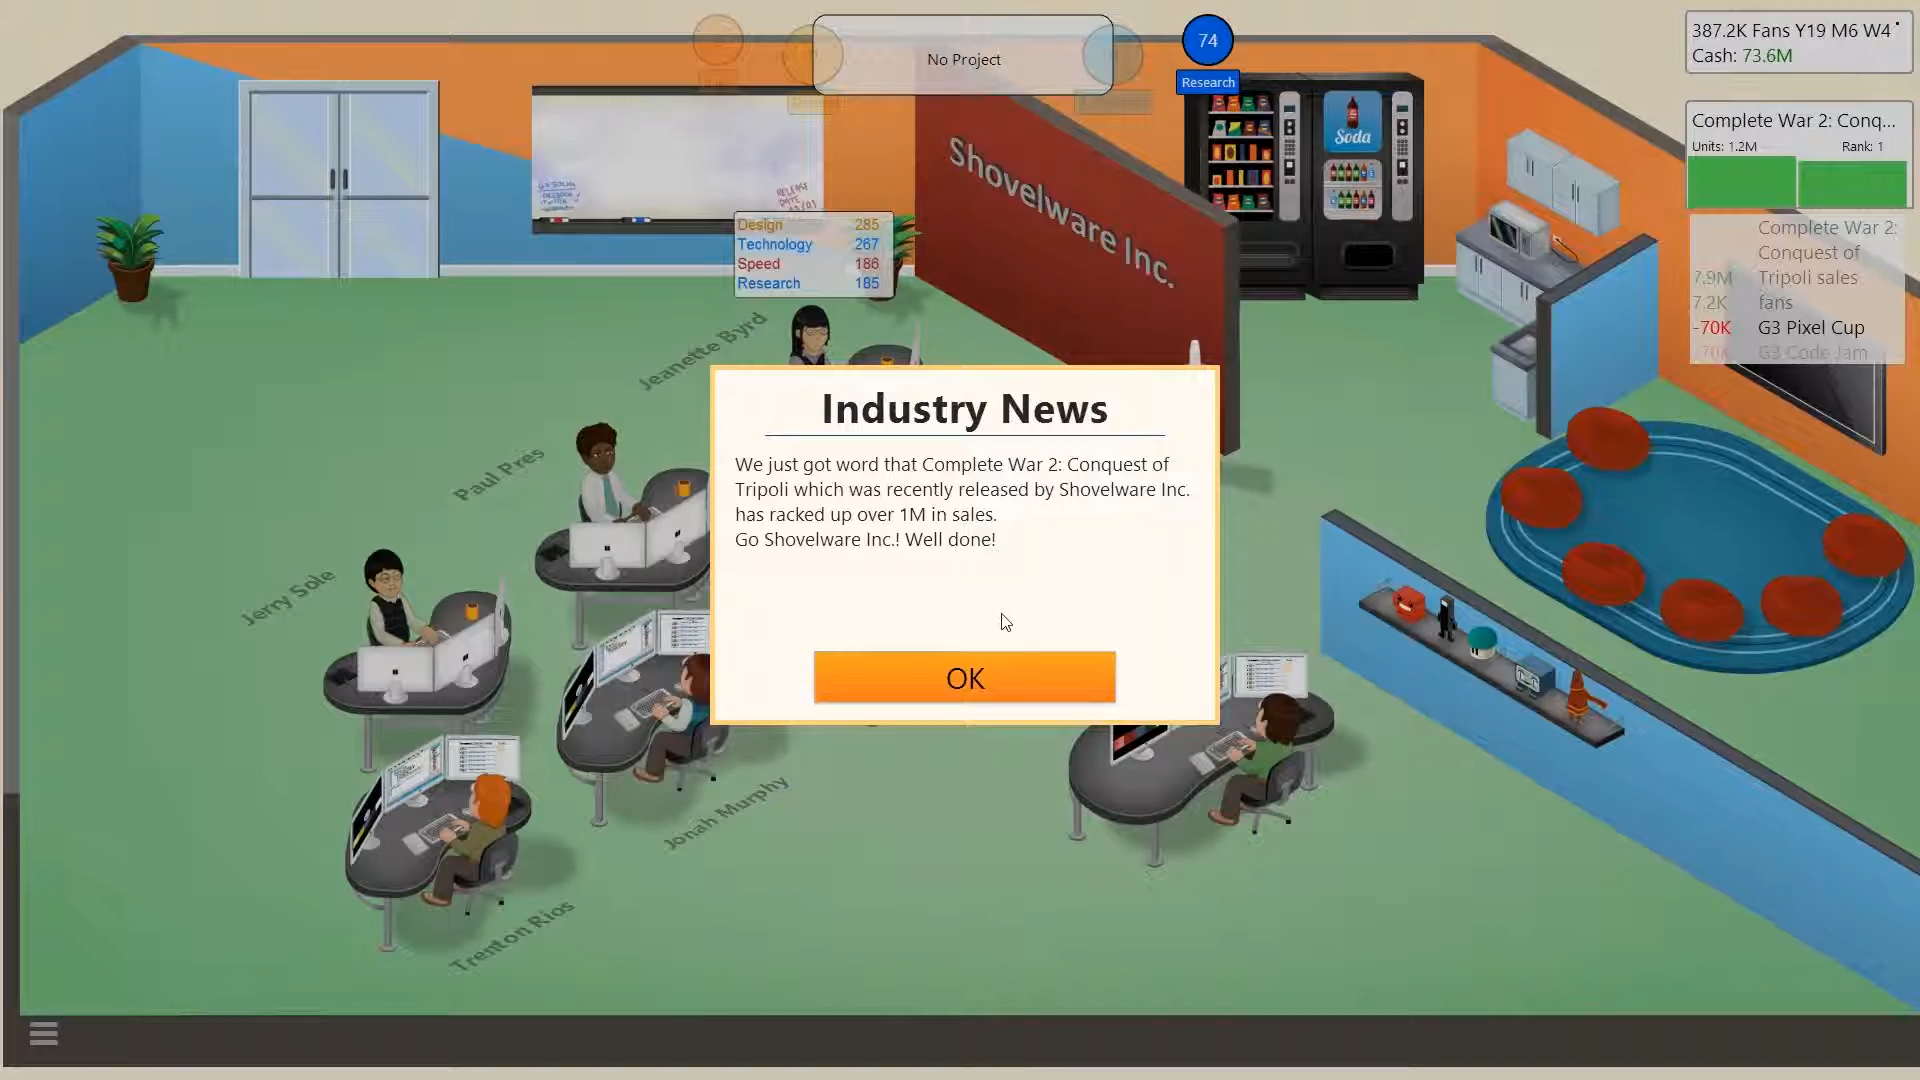 No Project
74
Research
387.2K Fans Y19 M6 W4
Cash: 73.6M
Complete War 2: Conq...
Units: 1.2M Rank: 1
Complete War 2:
Conquest of
7.9M Tripoli sales
7.2K fans
-70K G3 Pixel Cup
-70K G3 Code Jam
Soda
Shovelware Inc.
RELEASE
DATE
Design 285
Technology 267
Speed 186
Research 185
Jeanette Byrd
Paul Pres
Jerry Sole
Jonah Murphy
Trenton Rios
Industry News
We just got word that Complete War 2: Conquest of
Tripoli which was recently released by Shovelware Inc.
has racked up over 1M in sales.
Go Shovelware Inc.! Well done!
OK